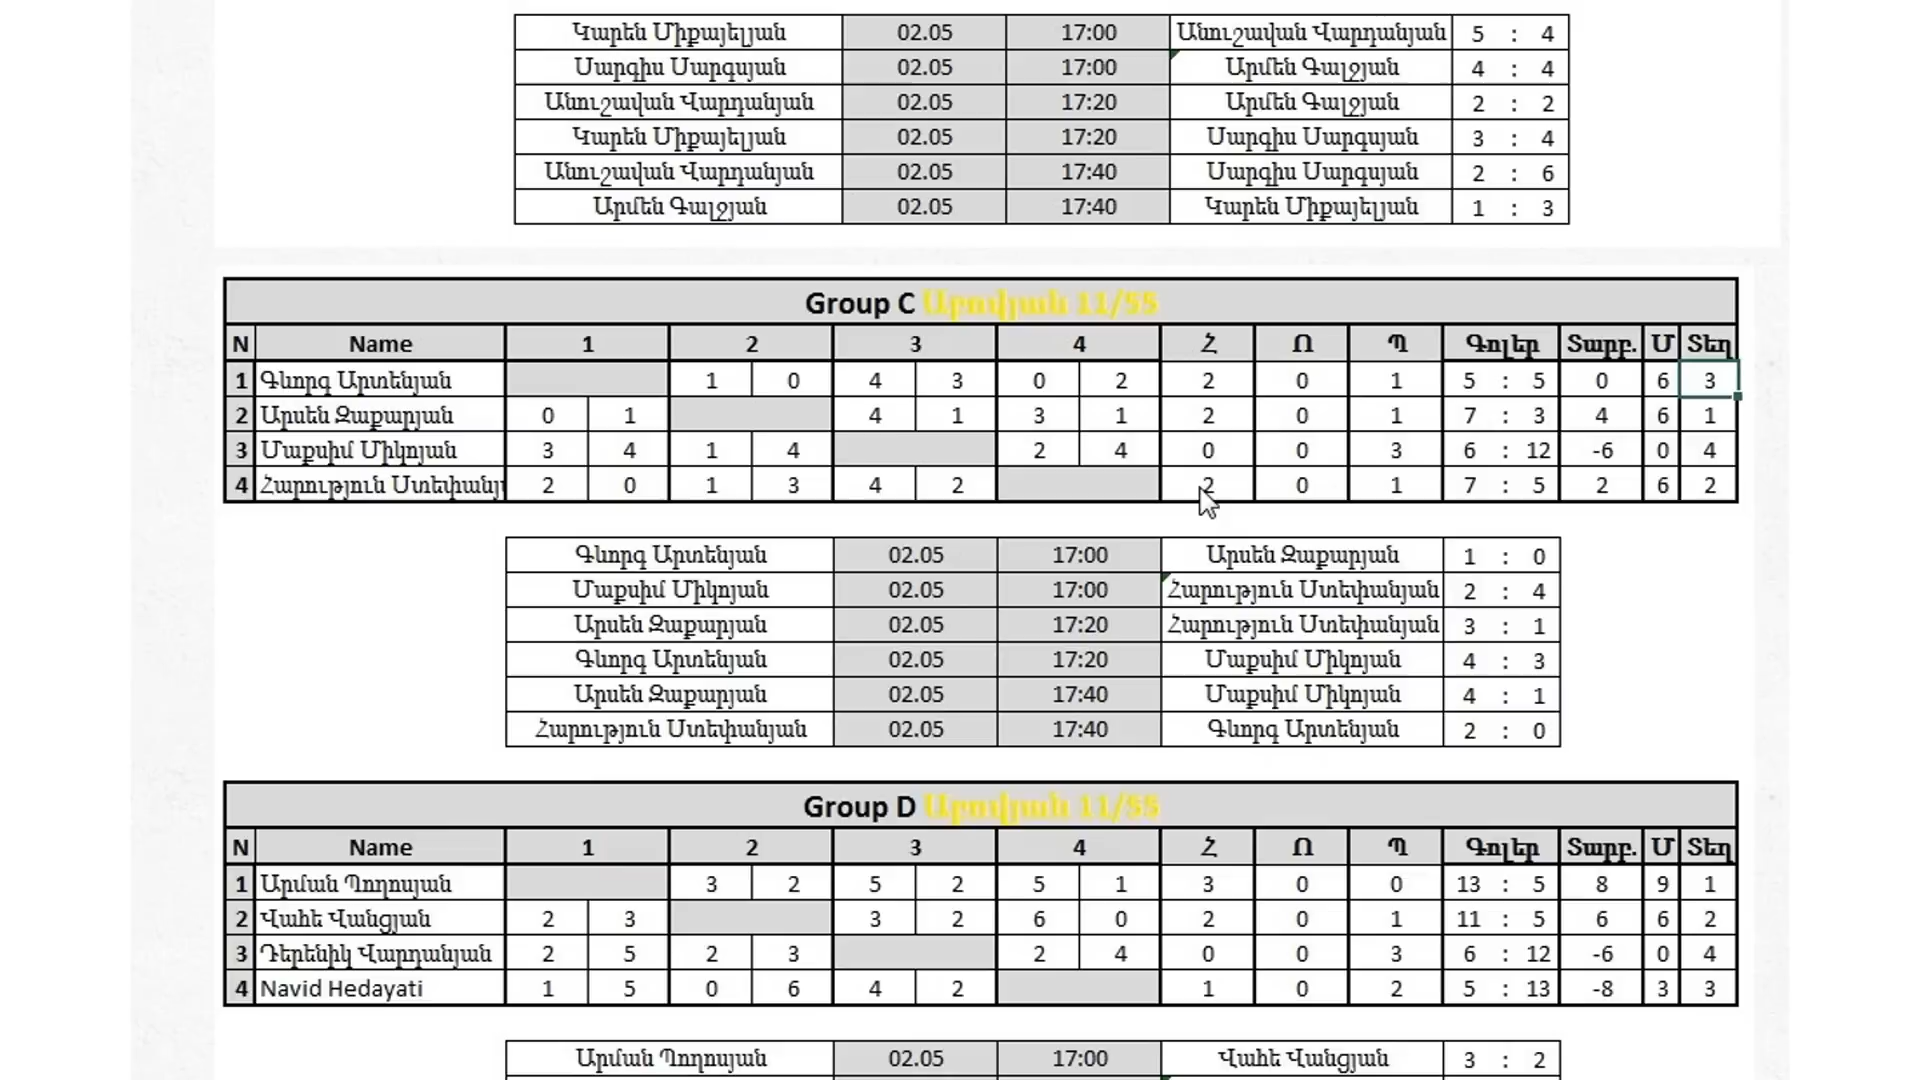 Կարեն Միքայելյան 02.05 17:00 Անուշավան Վարդանյան 5 : 4
Սարգիս Սարգսյան 02.05 17:00 Արմեն Գալջյան 4 : 4
Անուշավան Վարդանյան 02.05 17:20 Արմեն Գալջյան 2 : 2
Կարեն Միքայելյան 02.05 17:20 Սարգիս Սարգսյան 3 : 4
Անուշավան Վարդանյան 02.05 17:40 Սարգիս Սարգսյան 2 : 6
Արմեն Գալջյան 02.05 17:40 Կարեն Միքայելյան 1 : 3
Group C Աբովյան 11/55
N Name 1 2 3 4 Հ Ո Պ Գոլեր Տարբ. Մ Տեղ
1 Գևորգ Արտենյան 1 0 4 3 0 2 2 0 1 5 : 5 0 6 3
2 Արսեն Զաքարյան 0 1 4 1 3 1 2 0 1 7 : 3 4 6 1
3 Մաքսիմ Միկոյան 3 4 1 4 2 4 0 0 3 6 : 12 -6 0 4
4 Հարություն Ստեփանյ 2 0 1 3 4 2 2 0 1 7 : 5 2 6 2
Գևորգ Արտենյան 02.05 17:00 Արսեն Զաքարյան 1 : 0
Մաքսիմ Միկոյան 02.05 17:00 Հարություն Ստեփանյան 2 : 4
Արսեն Զաքարյան 02.05 17:20 Հարություն Ստեփանյան 3 : 1
Գևորգ Արտենյան 02.05 17:20 Մաքսիմ Միկոյան 4 : 3
Արսեն Զաքարյան 02.05 17:40 Մաքսիմ Միկոյան 4 : 1
Հարություն Ստեփանյան 02.05 17:40 Գևորգ Արտենյան 2 : 0
Group D Աբովյան 11/55
N Name 1 2 3 4 Հ Ո Պ Գոլեր Տարբ. Մ Տեղ
1 Արման Պողոսյան 3 2 5 2 5 1 3 0 0 13 : 5 8 9 1
2 Վահե Վանցյան 2 3 3 2 6 0 2 0 1 11 : 5 6 6 2
3 Դերենիկ Վարդանյան 2 5 2 3 2 4 0 0 3 6 : 12 -6 0 4
4 Navid Hedayati 1 5 0 6 4 2 1 0 2 5 : 13 -8 3 3
Արման Պողոսյան 02.05 17:00 Վահե Վանցյան 3 : 2